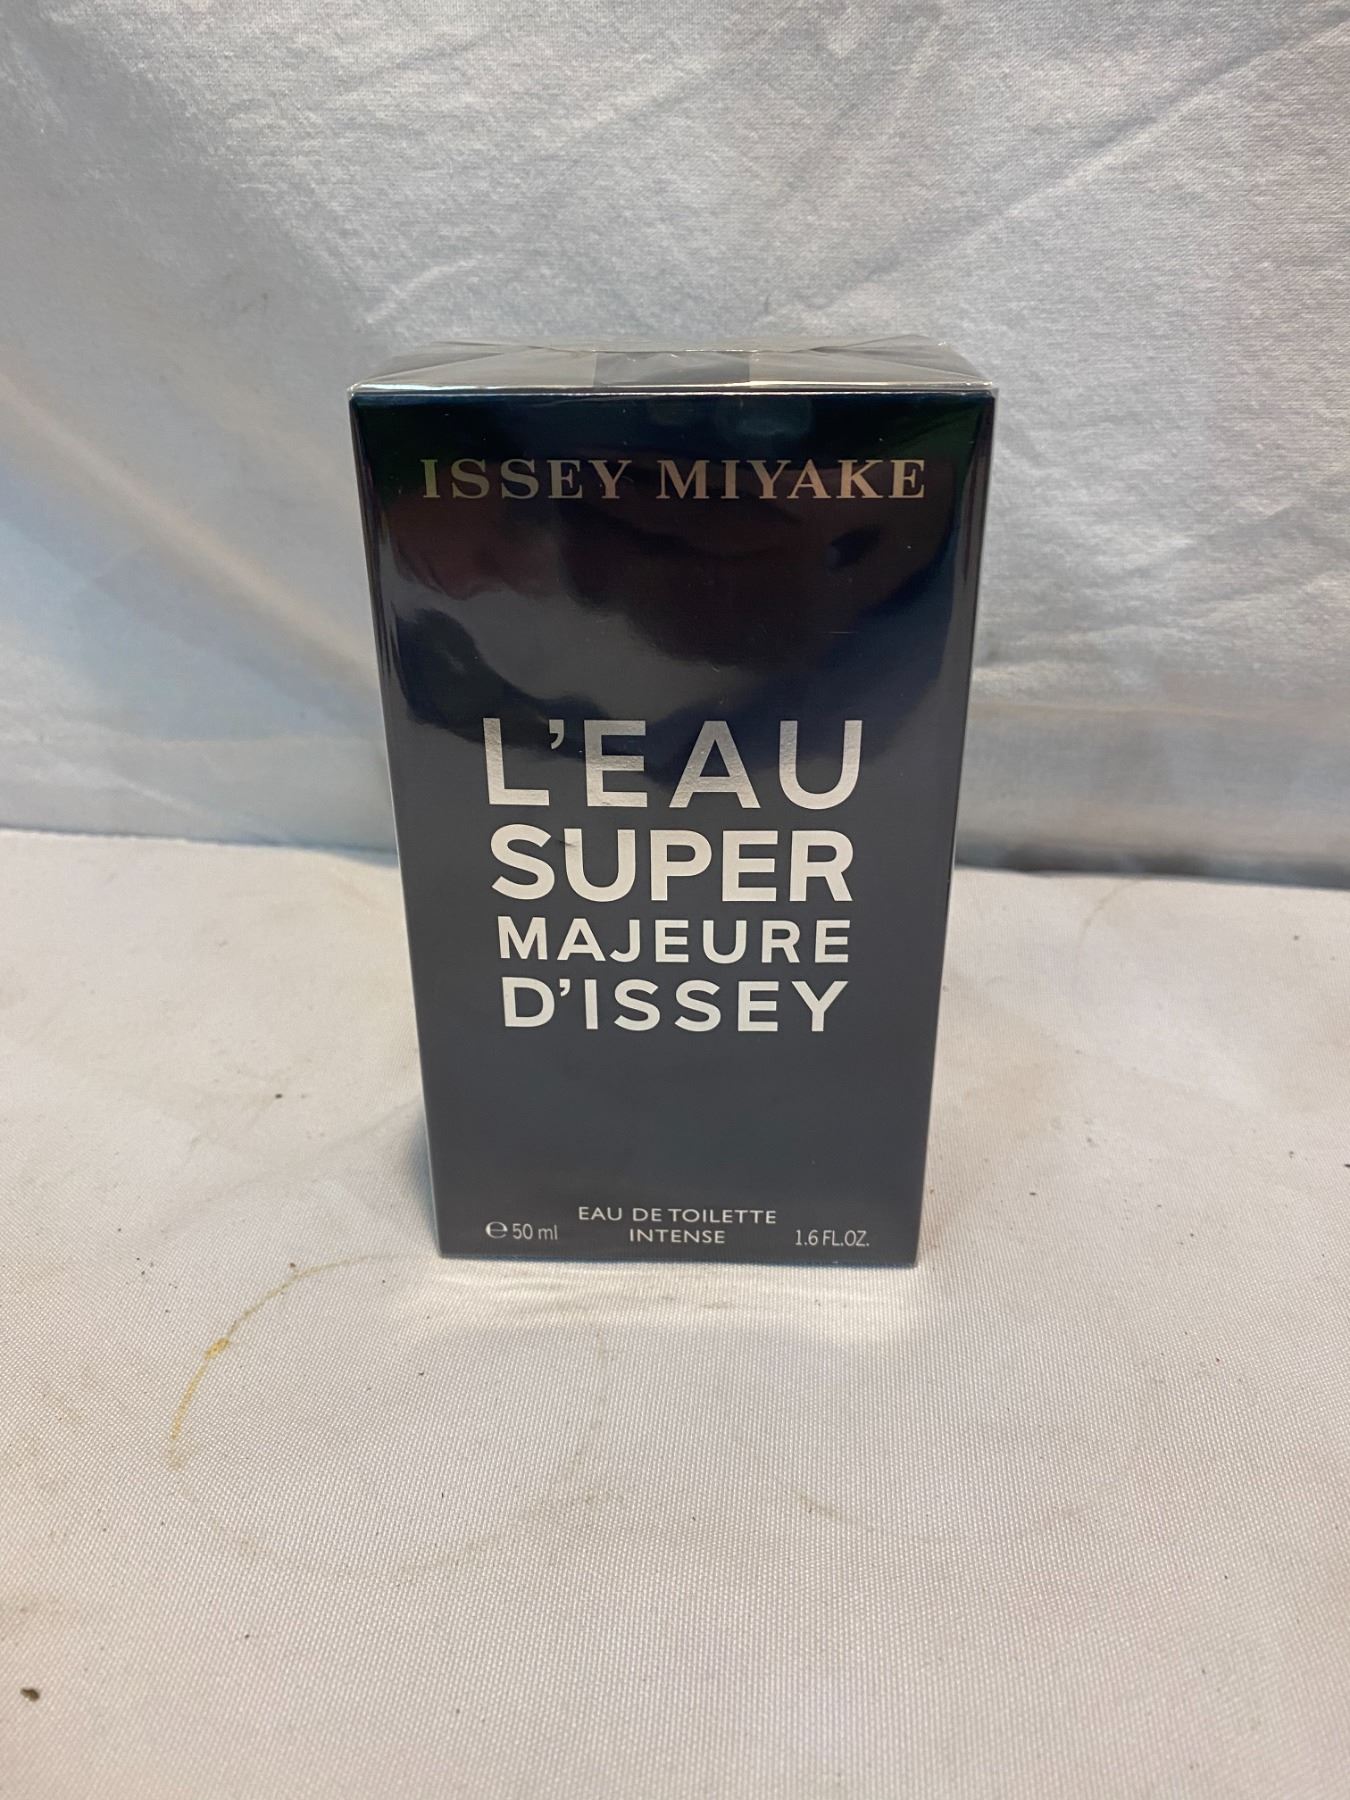 ISSEY MIYAKE
L'EAU
SUPER
MAJEURE
D'ISSEY
EAU DE TOILETTE
INTENSE
℮ 50 ml
1.6 FL.OZ.